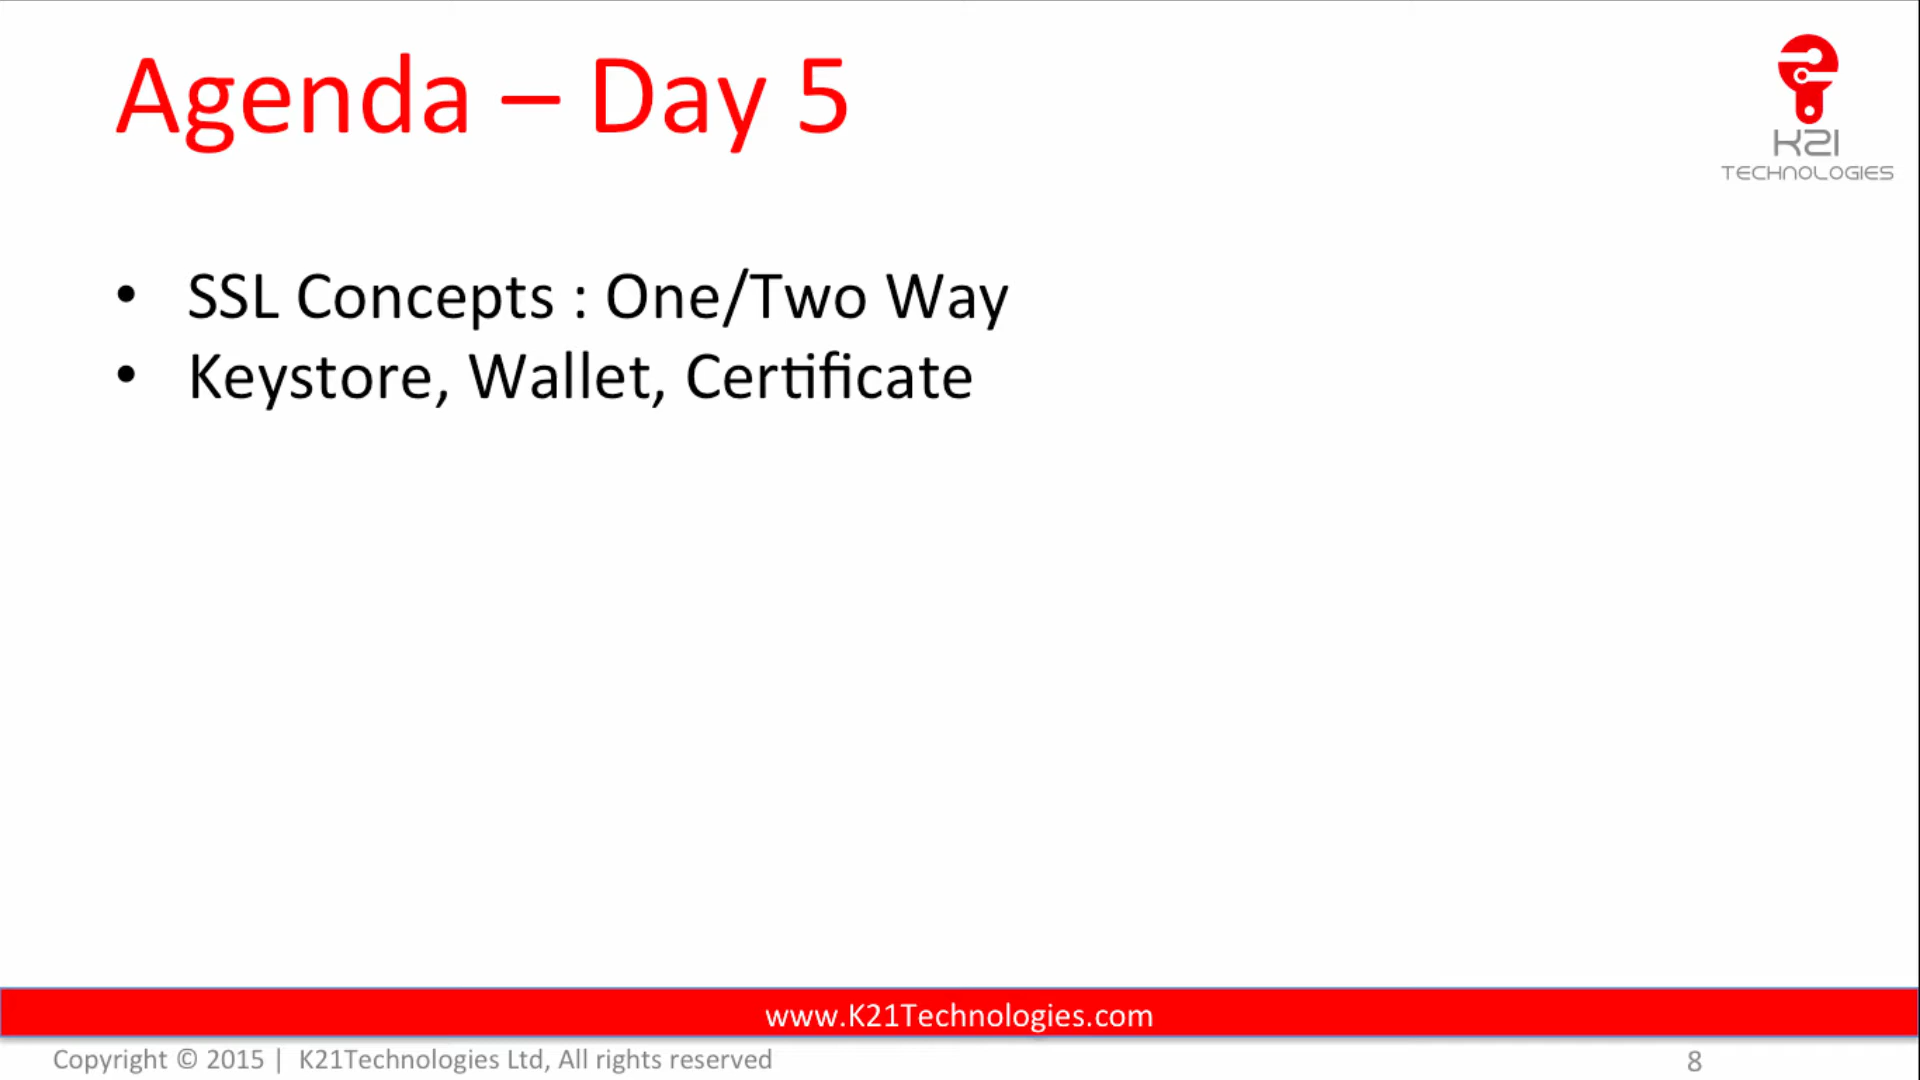 Agenda – Day 5
K21
TECHNOLOGIES
• SSL Concepts : One/Two Way
• Keystore, Wallet, Certificate
www.K21Technologies.com
Copyright © 2015 | K21Technologies Ltd, All rights reserved
8